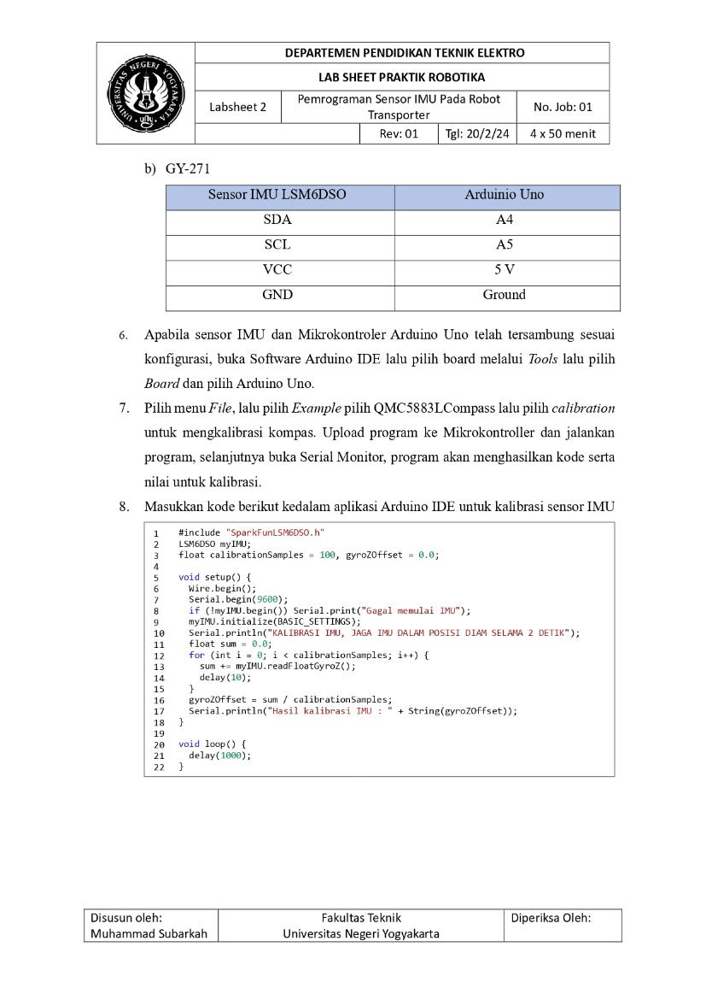 UNIVERSITAS NEGERI YOGYAKARTA
uny
DEPARTEMEN PENDIDIKAN TEKNIK ELEKTRO
LAB SHEET PRAKTIK ROBOTIKA
Labsheet 2
Pemrograman Sensor IMU Pada Robot
Transporter
No. Job: 01
Rev: 01
Tgl: 20/2/24
4 x 50 menit
b) GY-271
Sensor IMU LSM6DSO Arduinio Uno
SDA A4
SCL A5
VCC 5 V
GND Ground
6. Apabila sensor IMU dan Mikrokontroler Arduino Uno telah tersambung sesuai
konfigurasi, buka Software Arduino IDE lalu pilih board melalui Tools lalu pilih
Board dan pilih Arduino Uno.
7. Pilih menu File, lalu pilih Example pilih QMC5883LCompass lalu pilih calibration
untuk mengkalibrasi kompas. Upload program ke Mikrokontroller dan jalankan
program, selanjutnya buka Serial Monitor, program akan menghasilkan kode serta
nilai untuk kalibrasi.
8. Masukkan kode berikut kedalam aplikasi Arduino IDE untuk kalibrasi sensor IMU
1 #include "SparkFunLSM6DSO.h"
2 LSM6DSO myIMU;
3 float calibrationSamples = 100, gyroZOffset = 0.0;
4
5 void setup() {
6 Wire.begin();
7 Serial.begin(9600);
8 if (!myIMU.begin()) Serial.print("Gagal memulai IMU");
9 myIMU.initialize(BASIC_SETTINGS);
10 Serial.println("KALIBRASI IMU, JAGA IMU DALAM POSISI DIAM SELAMA 2 DETIK");
11 float sum = 0.0;
12 for (int i = 0; i < calibrationSamples; i++) {
13 sum += myIMU.readFloatGyroZ();
14 delay(10);
15 }
16 gyroZOffset = sum / calibrationSamples;
17 Serial.println("Hasil kalibrasi IMU : " + String(gyroZOffset));
18 }
19
20 void loop() {
21 delay(1000);
22 }
Disusun oleh:
Muhammad Subarkah
Fakultas Teknik
Universitas Negeri Yogyakarta
Diperiksa Oleh: